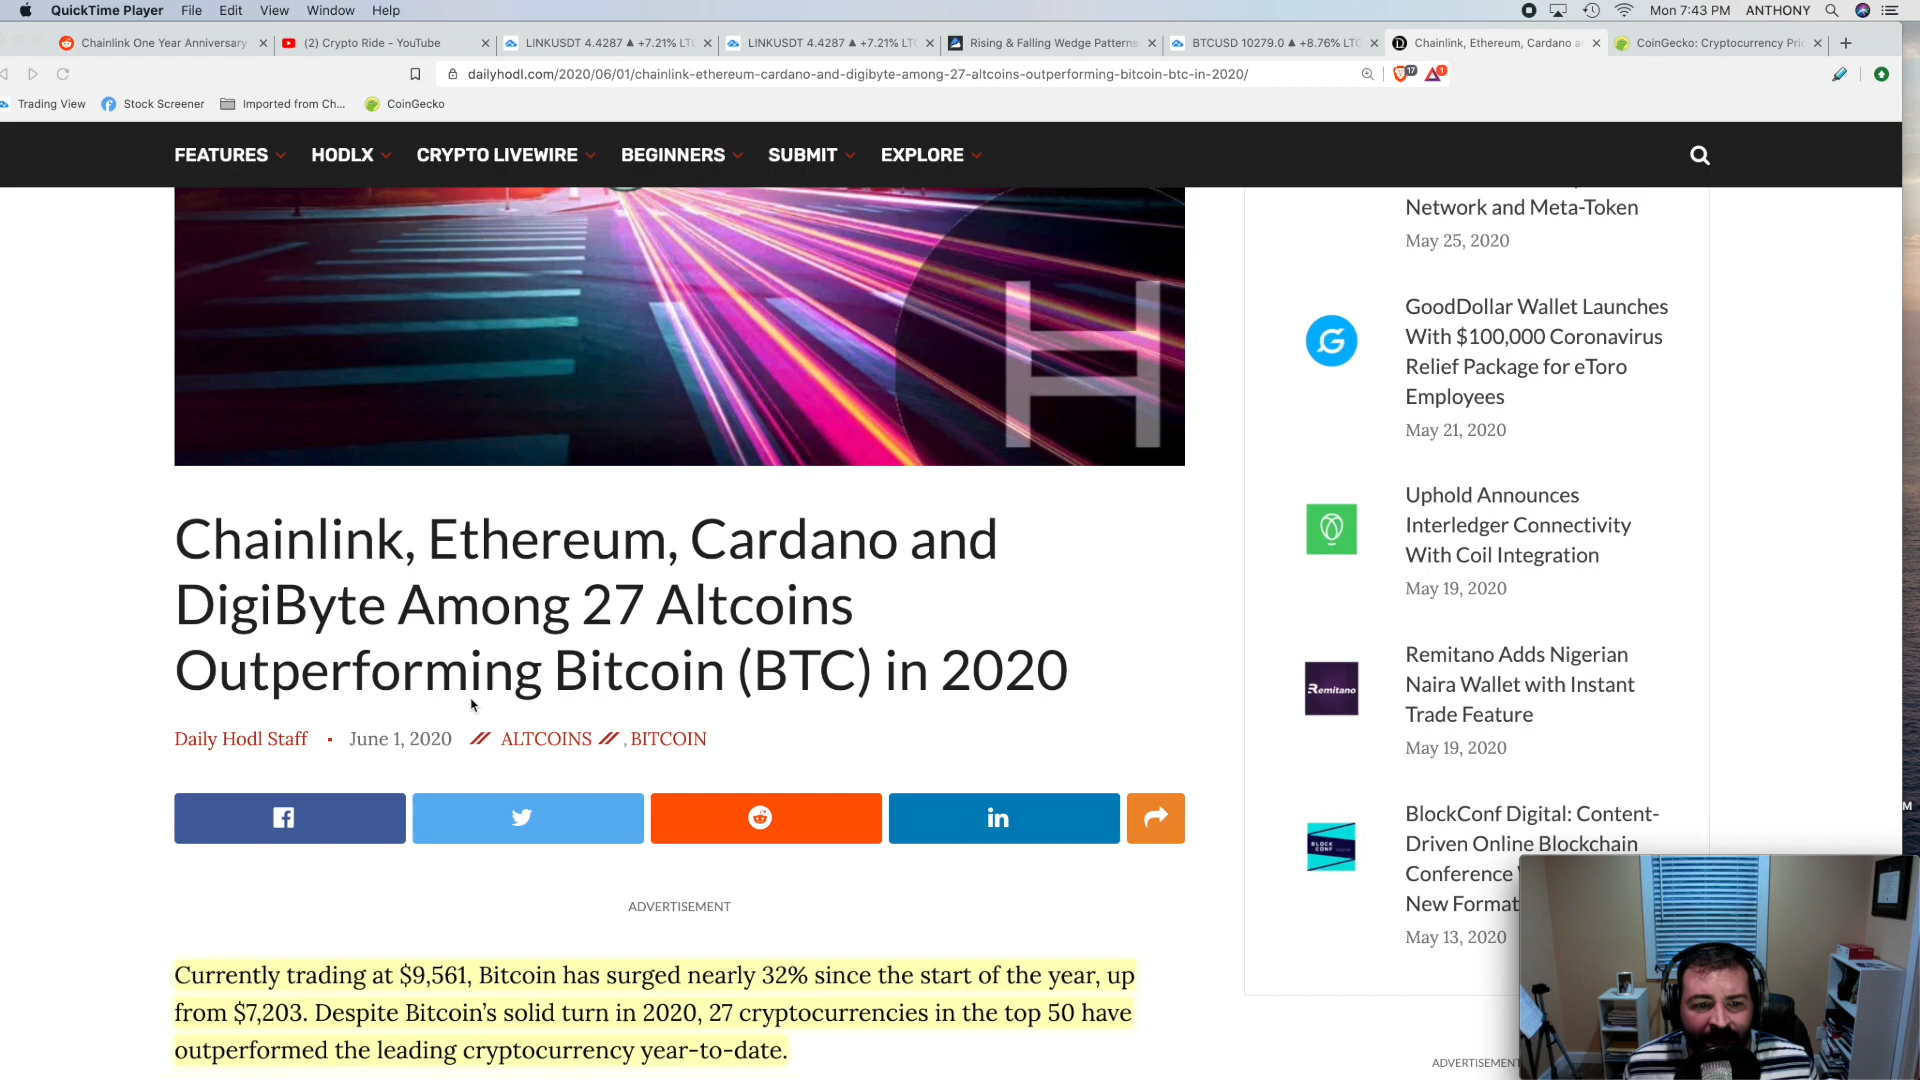 QuickTime Player File Edit View Window Help Mon 7:43 PM ANTHONY
Chainlink One Year Anniversary (2) Crypto Ride - YouTube LINKUSDT 4.4287 ▲ +7.21% LTC LINKUSDT 4.4287 ▲ +7.21% LTC Rising & Falling Wedge Patterns BTCUSD 10279.0 ▲ +8.76% LTC Chainlink, Ethereum, Cardano a CoinGecko: Cryptocurrency Pric
dailyhodl.com/2020/06/01/chainlink-ethereum-cardano-and-digibyte-among-27-altcoins-outperforming-bitcoin-btc-in-2020/ 17 1
Trading View Stock Screener Imported from Ch... CoinGecko
FEATURES HODLX CRYPTO LIVEWIRE BEGINNERS SUBMIT EXPLORE
H
Chainlink, Ethereum, Cardano and
DigiByte Among 27 Altcoins
Outperforming Bitcoin (BTC) in 2020
Daily Hodl Staff ▪ June 1, 2020 // ALTCOINS // , BITCOIN
ADVERTISEMENT
Currently trading at $9,561, Bitcoin has surged nearly 32% since the start of the year, up
from $7,203. Despite Bitcoin’s solid turn in 2020, 27 cryptocurrencies in the top 50 have
outperformed the leading cryptocurrency year-to-date.
Network and Meta-Token
May 25, 2020
GoodDollar Wallet Launches
With $100,000 Coronavirus
Relief Package for eToro
Employees
May 21, 2020
Uphold Announces
Interledger Connectivity
With Coil Integration
May 19, 2020
Remitano
Remitano Adds Nigerian
Naira Wallet with Instant
Trade Feature
May 19, 2020
BLOCK
CONF
BlockConf Digital: Content-
Driven Online Blockchain
Conference
New Format
May 13, 2020
ADVERTISEMENT
M